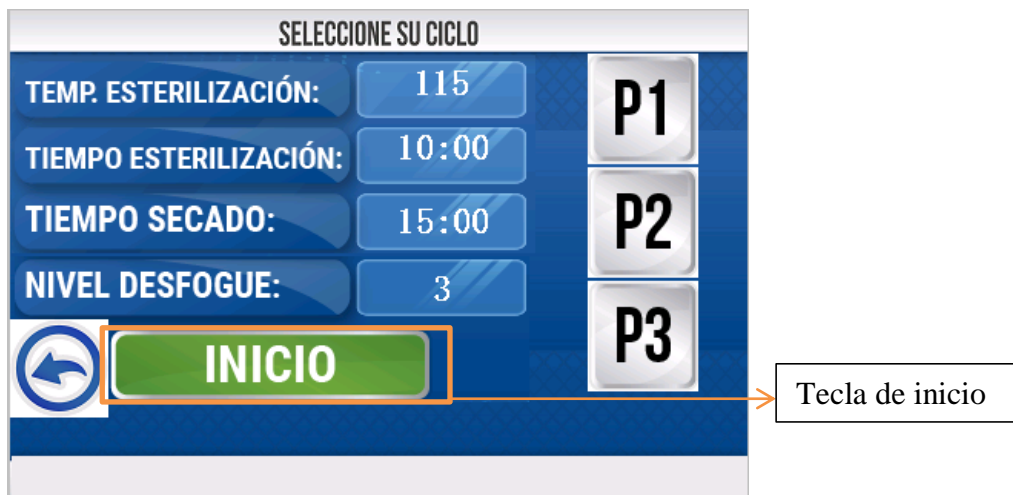 SELECCIONE SU CICLO
TEMP. ESTERILIZACIÓN: 115
TIEMPO ESTERILIZACIÓN: 10:00
TIEMPO SECADO: 15:00
NIVEL DESFOGUE: 3
P1
P2
P3
INICIO
Tecla de inicio